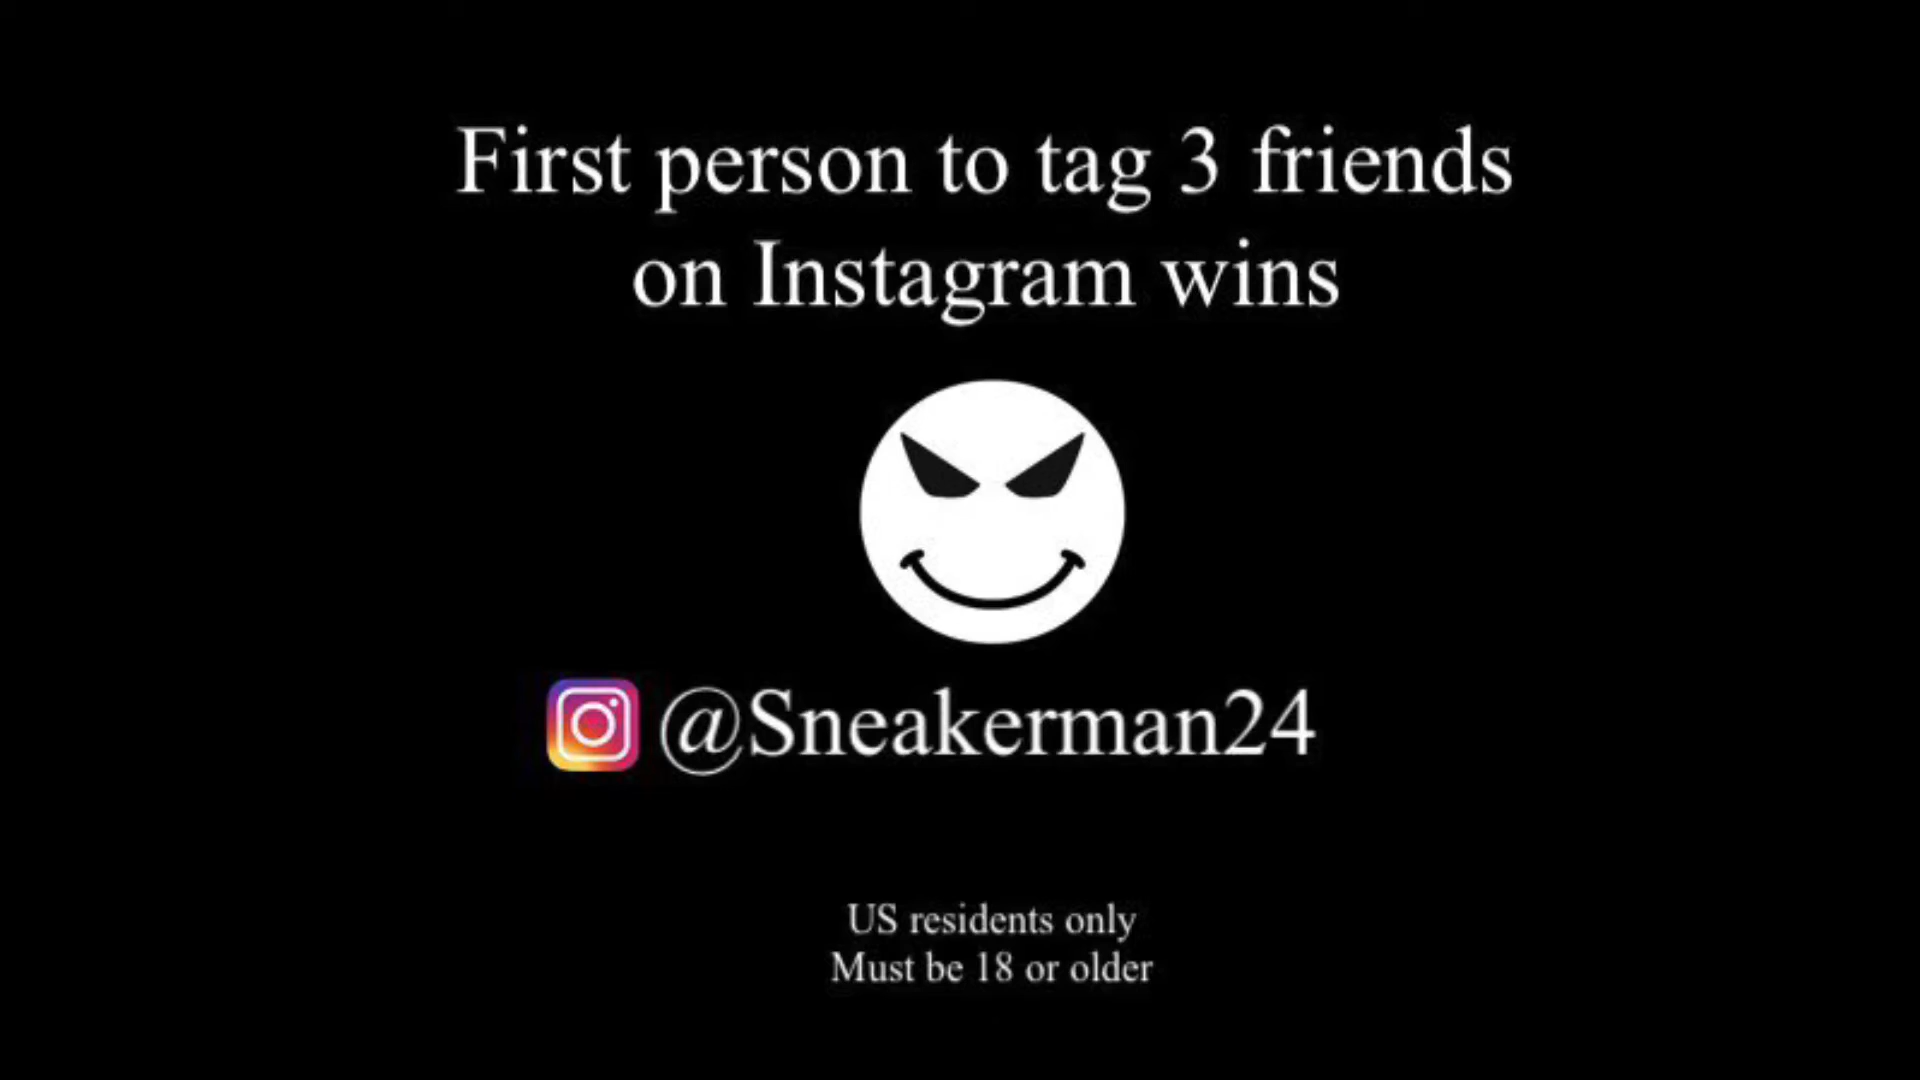 First person to tag 3 friends
on Instagram wins
@Sneakerman24
US residents only
Must be 18 or older